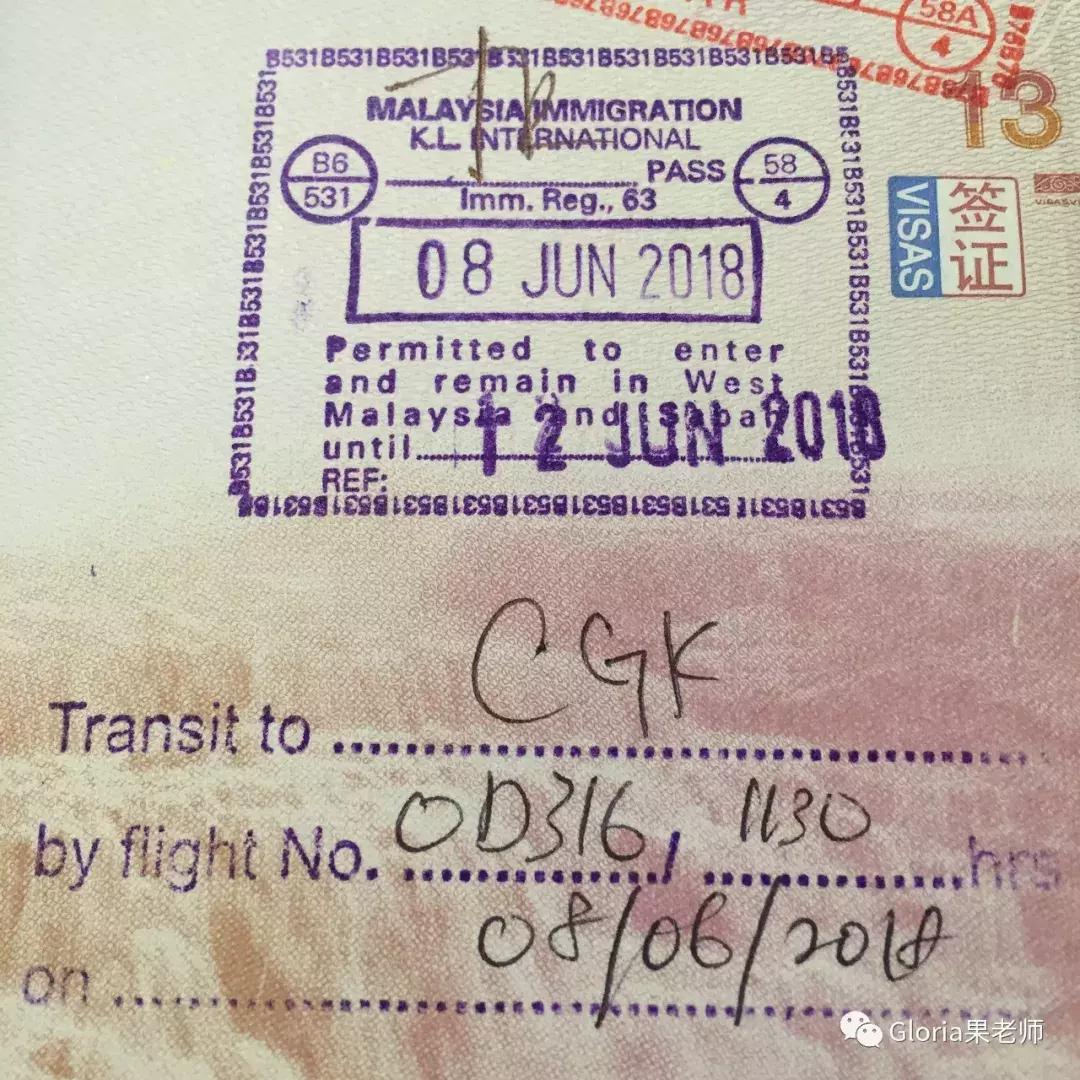 B531B531B531B531B531B531B531B531B531B531
58A
4
13
VISAS
签证
MALAYSIA IMMIGRATION
K.L. INTERNATIONAL
B6
531
PASS
58
4
Imm. Reg., 63
08 JUN 2018
Permitted to enter
and remain in West
Malaysia and Sabah
until 12 JUN 2018
REF:
Transit to CGK
by flight No. OD316 / 1130 hrs
on 08/06/2018
Gloria果老师